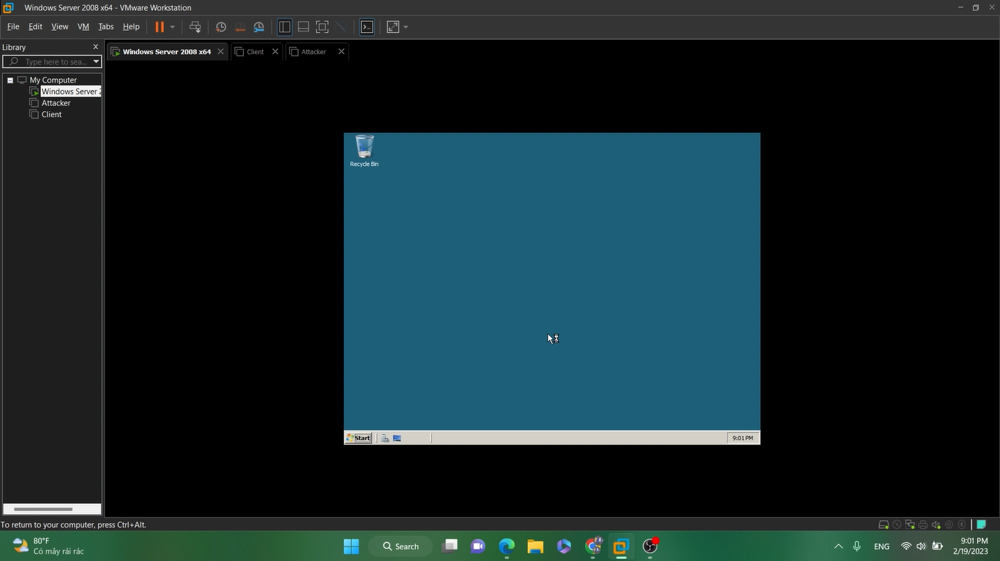 Windows Server 2008 x64 - VMware Workstation
File Edit View VM Tabs Help
Library
Type here to sea...
Windows Server 2008 x64
Client
Attacker
My Computer
Windows Server 2
Attacker
Client
Recycle Bin
Start
9:01 PM
To return to your computer, press Ctrl+Alt.
80°F
Có mây rải rác
Search
ENG
9:01 PM
2/19/2023